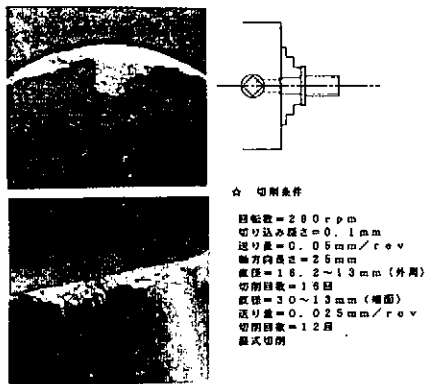 ☆ 切削条件
回転数=280rpm
切り込み深さ=0.1mm
送り量=0.05mm/rev
軸方向長さ=25mm
直径=16.2~13mm(外周)
切削回数=16回
直径=30~13mm(端面)
送り量=0.025mm/rev
切削回数=12回
湿式切削